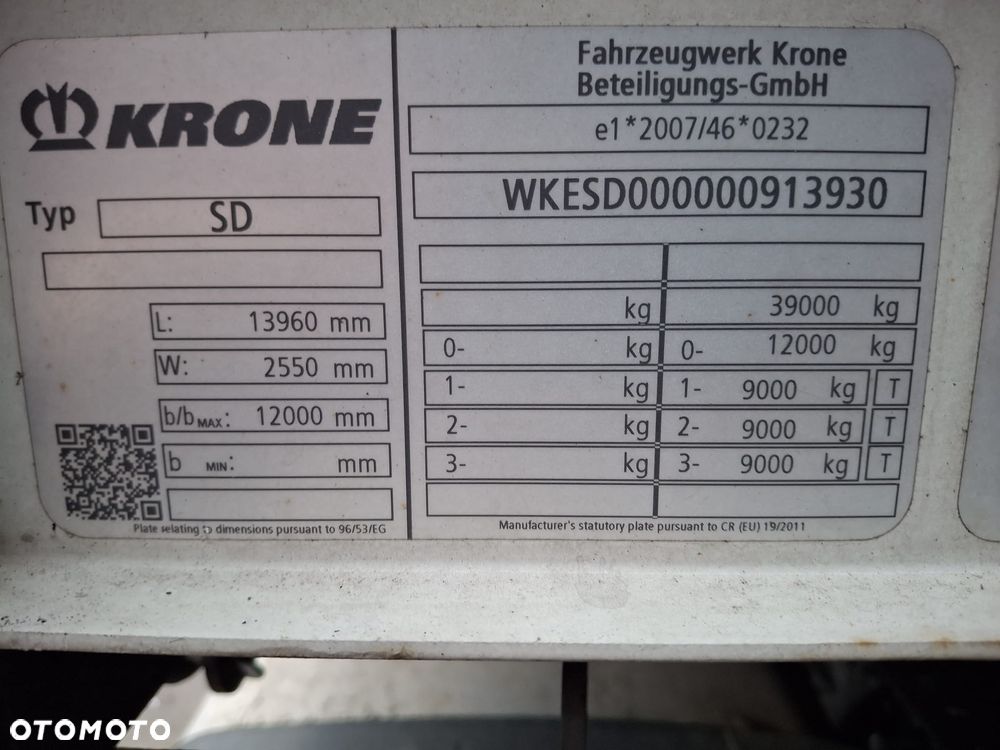 KRONE
Typ SD
L: 13960 mm
W: 2550 mm
b/b MAX: 12000 mm
b MIN: mm
Plate relating to dimensions pursuant to 96/53/EG
Fahrzeugwerk Krone
Beteiligungs-GmbH
e1*2007/46*0232
WKESD000000913930
kg 39000 kg
0- kg 0- 12000 kg
1- kg 1- 9000 kg T
2- kg 2- 9000 kg T
3- kg 3- 9000 kg T
Manufacturer's statutory plate pursuant to CR (EU) 19/2011
OTOMOTO